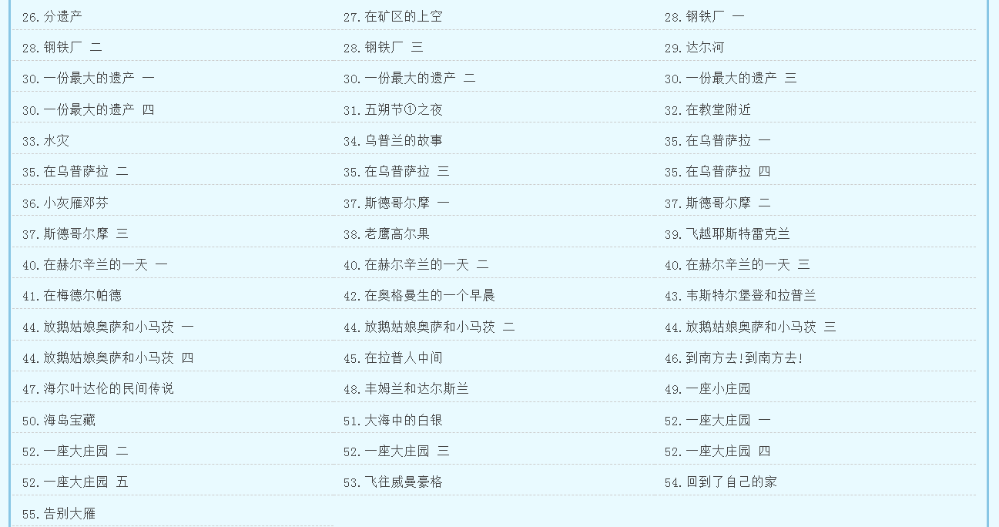 26.分遗产 27.在矿区的上空 28.钢铁厂 一
28.钢铁厂 二 28.钢铁厂 三 29.达尔河
30.一份最大的遗产 一 30.一份最大的遗产 二 30.一份最大的遗产 三
30.一份最大的遗产 四 31.五朔节①之夜 32.在教堂附近
33.水灾 34.乌普兰的故事 35.在乌普萨拉 一
35.在乌普萨拉 二 35.在乌普萨拉 三 35.在乌普萨拉 四
36.小灰雁邓芬 37.斯德哥尔摩 一 37.斯德哥尔摩 二
37.斯德哥尔摩 三 38.老鹰高尔果 39.飞越耶斯特雷克兰
40.在赫尔辛兰的一天 一 40.在赫尔辛兰的一天 二 40.在赫尔辛兰的一天 三
41.在梅德尔帕德 42.在奥格曼生的一个早晨 43.韦斯特尔堡登和拉普兰
44.放鹅姑娘奥萨和小马茨 一 44.放鹅姑娘奥萨和小马茨 二 44.放鹅姑娘奥萨和小马茨 三
44.放鹅姑娘奥萨和小马茨 四 45.在拉普人中间 46.到南方去!到南方去!
47.海尔叶达伦的民间传说 48.丰姆兰和达尔斯兰 49.一座小庄园
50.海岛宝藏 51.大海中的白银 52.一座大庄园 一
52.一座大庄园 二 52.一座大庄园 三 52.一座大庄园 四
52.一座大庄园 五 53.飞往威曼豪格 54.回到了自己的家
55.告别大雁